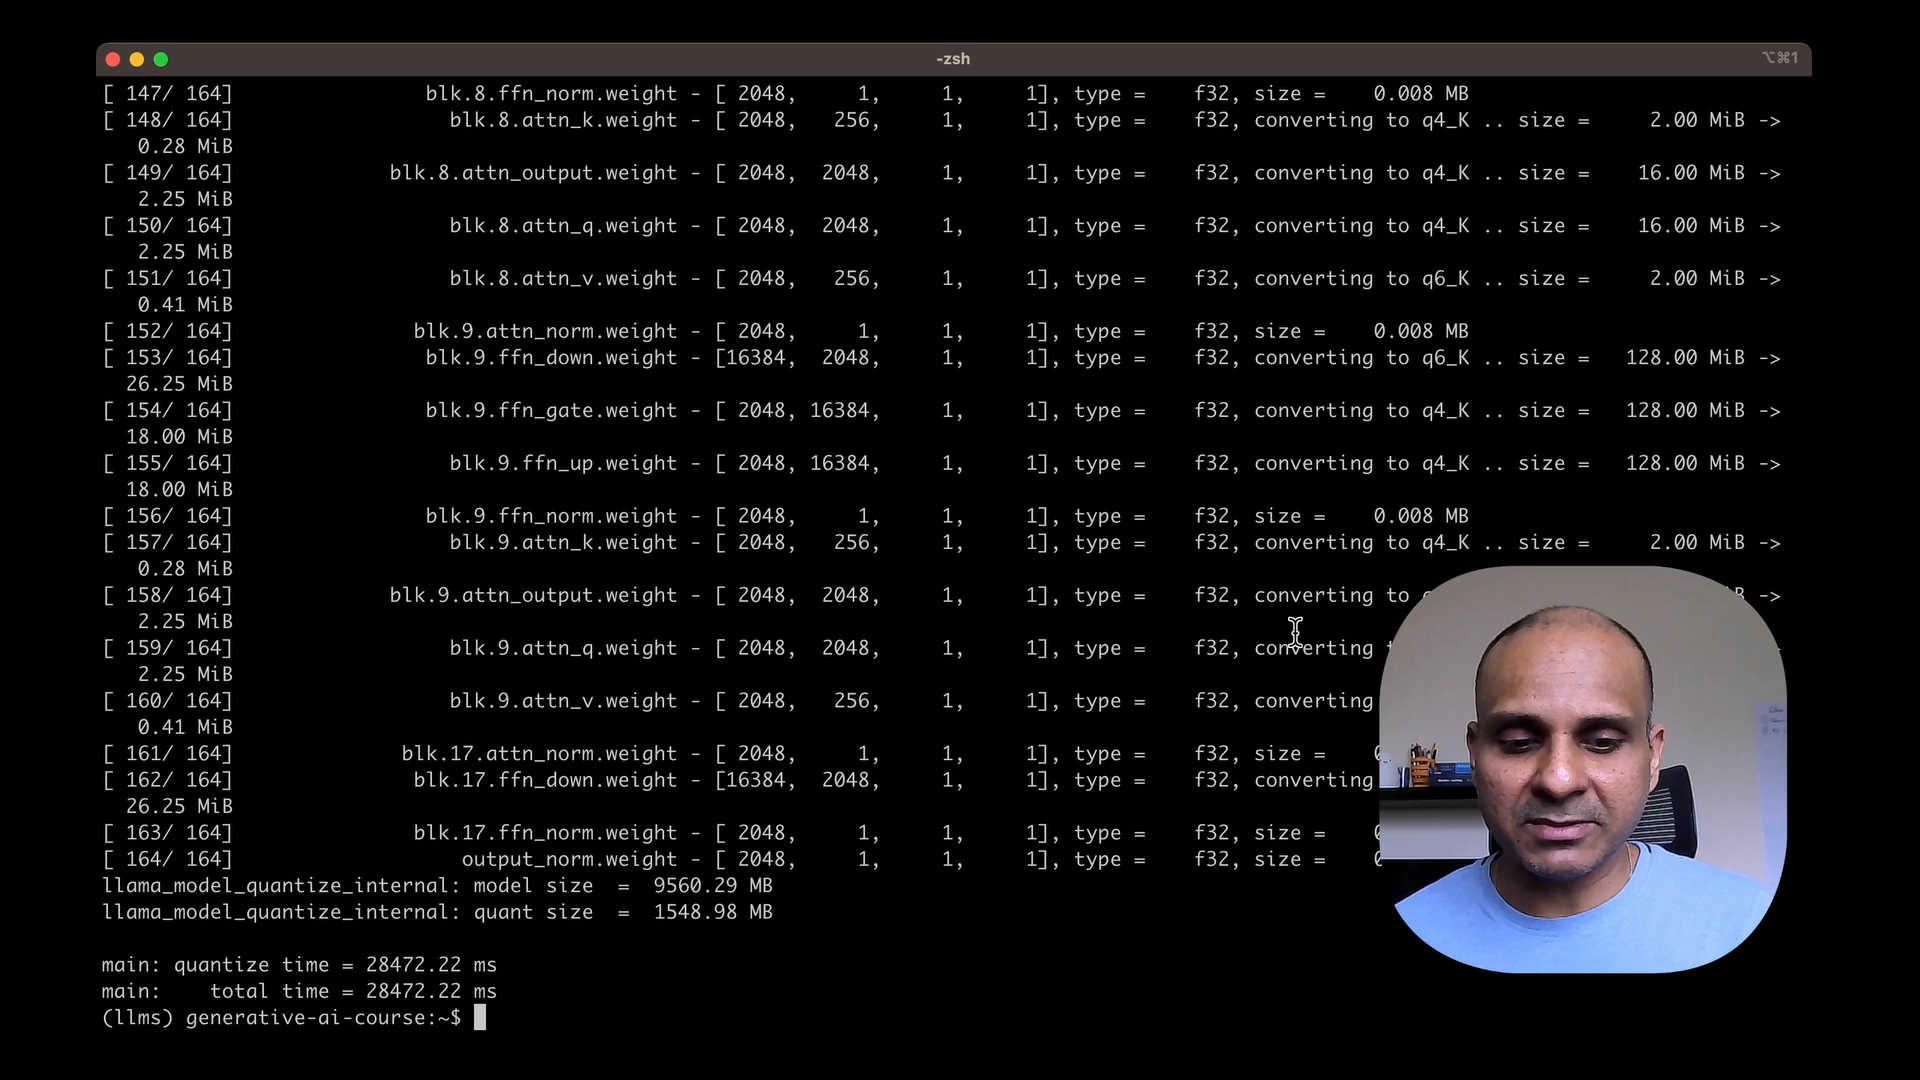 -zsh
⌥⌘1
[ 147/ 164]                blk.8.ffn_norm.weight - [ 2048,     1,     1,     1], type =    f32, size =    0.008 MB
[ 148/ 164]                  blk.8.attn_k.weight - [ 2048,   256,     1,     1], type =    f32, converting to q4_K .. size =     2.00 MiB ->
0.28 MiB
[ 149/ 164]             blk.8.attn_output.weight - [ 2048,  2048,     1,     1], type =    f32, converting to q4_K .. size =    16.00 MiB ->
2.25 MiB
[ 150/ 164]                  blk.8.attn_q.weight - [ 2048,  2048,     1,     1], type =    f32, converting to q4_K .. size =    16.00 MiB ->
2.25 MiB
[ 151/ 164]                  blk.8.attn_v.weight - [ 2048,   256,     1,     1], type =    f32, converting to q6_K .. size =     2.00 MiB ->
0.41 MiB
[ 152/ 164]               blk.9.attn_norm.weight - [ 2048,     1,     1,     1], type =    f32, size =    0.008 MB
[ 153/ 164]                blk.9.ffn_down.weight - [16384,  2048,     1,     1], type =    f32, converting to q6_K .. size =   128.00 MiB ->
26.25 MiB
[ 154/ 164]                blk.9.ffn_gate.weight - [ 2048, 16384,     1,     1], type =    f32, converting to q4_K .. size =   128.00 MiB ->
18.00 MiB
[ 155/ 164]                  blk.9.ffn_up.weight - [ 2048, 16384,     1,     1], type =    f32, converting to q4_K .. size =   128.00 MiB ->
18.00 MiB
[ 156/ 164]                blk.9.ffn_norm.weight - [ 2048,     1,     1,     1], type =    f32, size =    0.008 MB
[ 157/ 164]                  blk.9.attn_k.weight - [ 2048,   256,     1,     1], type =    f32, converting to q4_K .. size =     2.00 MiB ->
0.28 MiB
[ 158/ 164]             blk.9.attn_output.weight - [ 2048,  2048,     1,     1], type =    f32, converting to ->
2.25 MiB
[ 159/ 164]                  blk.9.attn_q.weight - [ 2048,  2048,     1,     1], type =    f32, converting
2.25 MiB
[ 160/ 164]                  blk.9.attn_v.weight - [ 2048,   256,     1,     1], type =    f32, converting
0.41 MiB
[ 161/ 164]              blk.17.attn_norm.weight - [ 2048,     1,     1,     1], type =    f32, size =
[ 162/ 164]               blk.17.ffn_down.weight - [16384,  2048,     1,     1], type =    f32, converting
26.25 MiB
[ 163/ 164]               blk.17.ffn_norm.weight - [ 2048,     1,     1,     1], type =    f32, size =
[ 164/ 164]                   output_norm.weight - [ 2048,     1,     1,     1], type =    f32, size =
llama_model_quantize_internal: model size  =  9560.29 MB
llama_model_quantize_internal: quant size  =  1548.98 MB
main: quantize time = 28472.22 ms
main:    total time = 28472.22 ms
(llms) generative-ai-course:~$